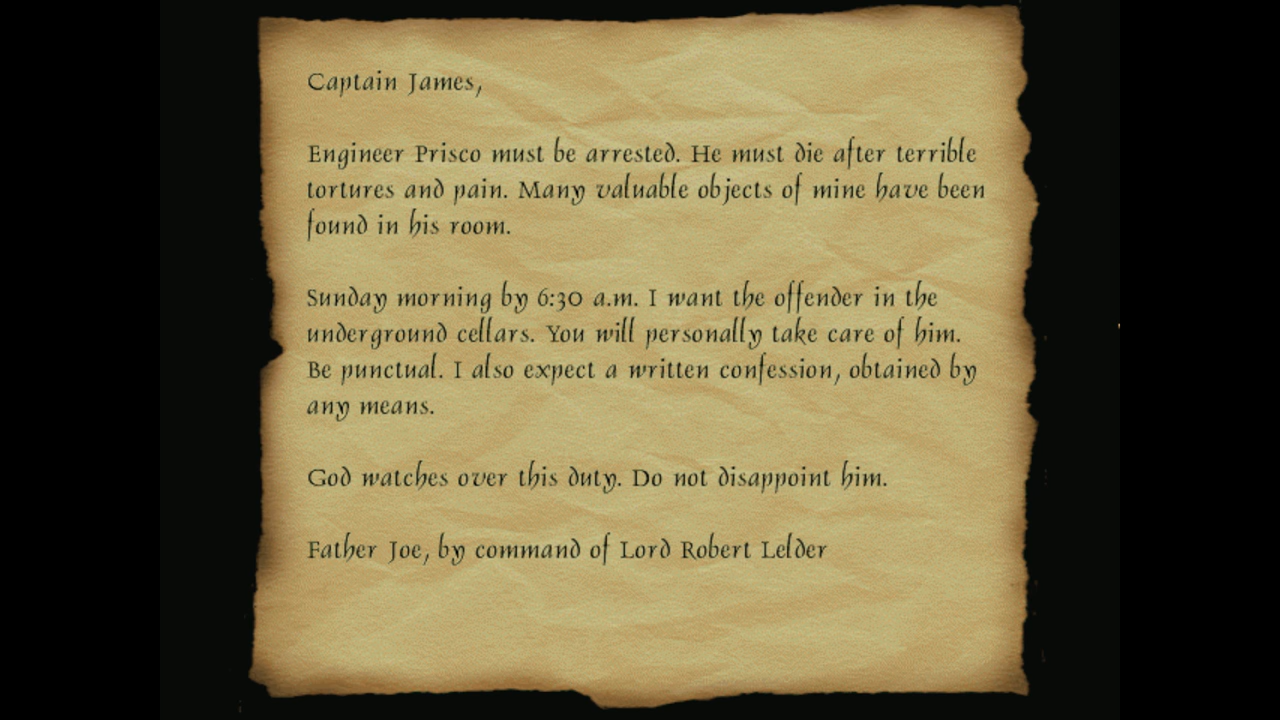 Captain James,
Engineer Prisco must be arrested. He must die after terrible
tortures and pain. Many valuable objects of mine have been
found in his room.
Sunday morning by 6:30 a.m. I want the offender in the
underground cellars. You will personally take care of him.
Be punctual. I also expect a written confession, obtained by
any means.
God watches over this duty. Do not disappoint him.
Father Joe, by command of Lord Robert Lelder